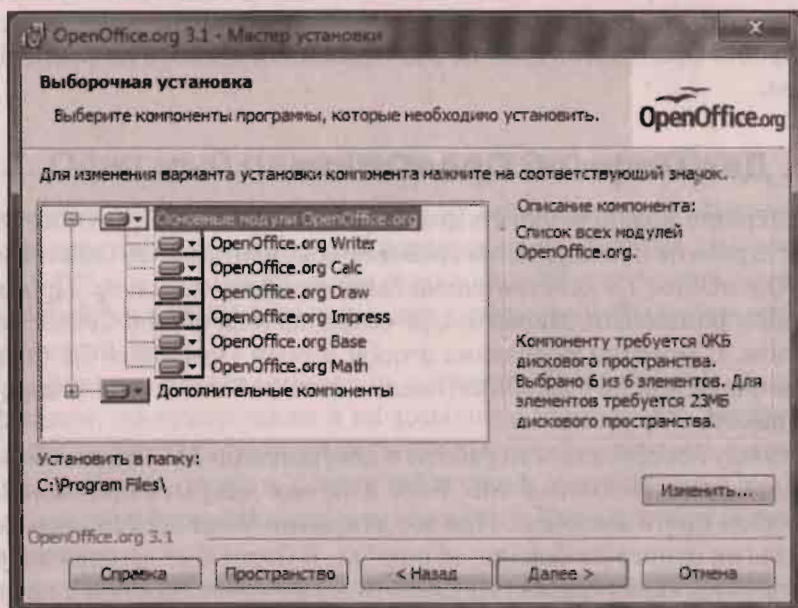 OpenOffice.org 3.1 - Мастер установки
Выборочная установка
Выберите компоненты программы, которые необходимо установить.
OpenOffice.org
Для изменения варианта установки компонента нажмите на соответствующий значок.
Основные модули OpenOffice.org
OpenOffice.org Writer
OpenOffice.org Calc
OpenOffice.org Draw
OpenOffice.org Impress
OpenOffice.org Base
OpenOffice.org Math
Дополнительные компоненты
Описание компонента:
Список всех модулей
OpenOffice.org.
Компоненту требуется 0КБ
дискового пространства.
Выбрано 6 из 6 элементов. Для
элементов требуется 23МБ
дискового пространства.
Установить в папку:
C:\Program Files\
Изменить...
OpenOffice.org 3.1
Справка
Пространство
< Назад
Далее >
Отмена